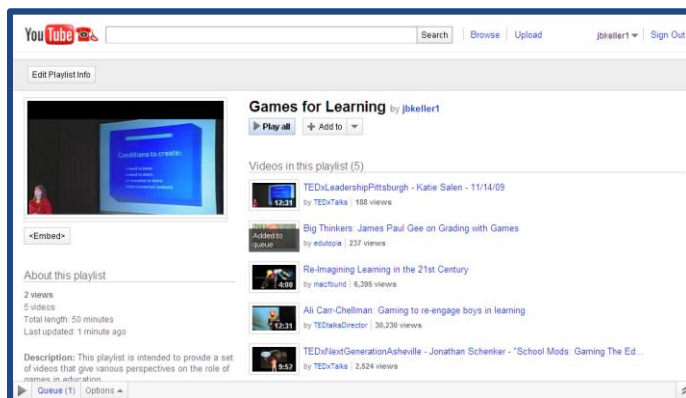 YouTube
Search
Browse
Upload
jbkeller1
Sign Out
Edit Playlist Info
Conditions to create:
Games for Learning by jbkeller1
Play all
Add to
Videos in this playlist (5)
12:31
TEDxLeadershipPittsburgh - Katie Salen - 11/14/09
by TEDxTalks | 188 views
Added to
queue
Big Thinkers: James Paul Gee on Grading with Games
by edutopia | 237 views
4:00
Re-Imagining Learning in the 21st Century
by macfound | 6,395 views
12:31
Ali Carr-Chellman: Gaming to re-engage boys in learning
by TEDtalksDirector | 30,230 views
9:52
TEDxNextGenerationAsheville - Jonathan Schenker - "School Mods: Gaming The Ed...
by TEDxTalks | 2,524 views
<Embed>
About this playlist
2 views
5 videos
Total length: 50 minutes
Last updated: 1 minute ago
Description: This playlist is intended to provide a set
of videos that give various perspectives on the role of
games in education
Queue (1)
Options